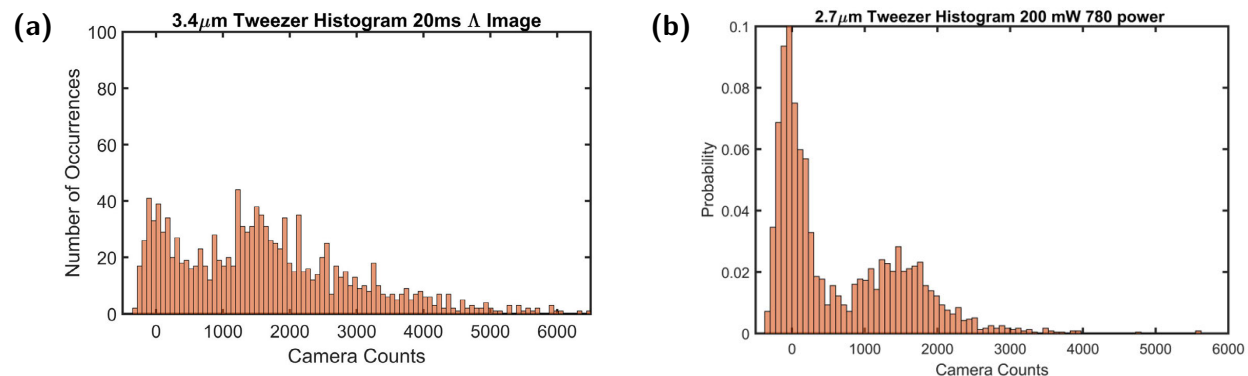 (a)
3.4μm Tweezer Histogram 20ms Λ Image
100
80
60
40
20
0
Number of Occurrences
0 1000 2000 3000 4000 5000 6000
Camera Counts
(b)
2.7μm Tweezer Histogram 200 mW 780 power
0.1
0.08
0.06
0.04
0.02
0
Probability
0 1000 2000 3000 4000 5000 6000
Camera Counts